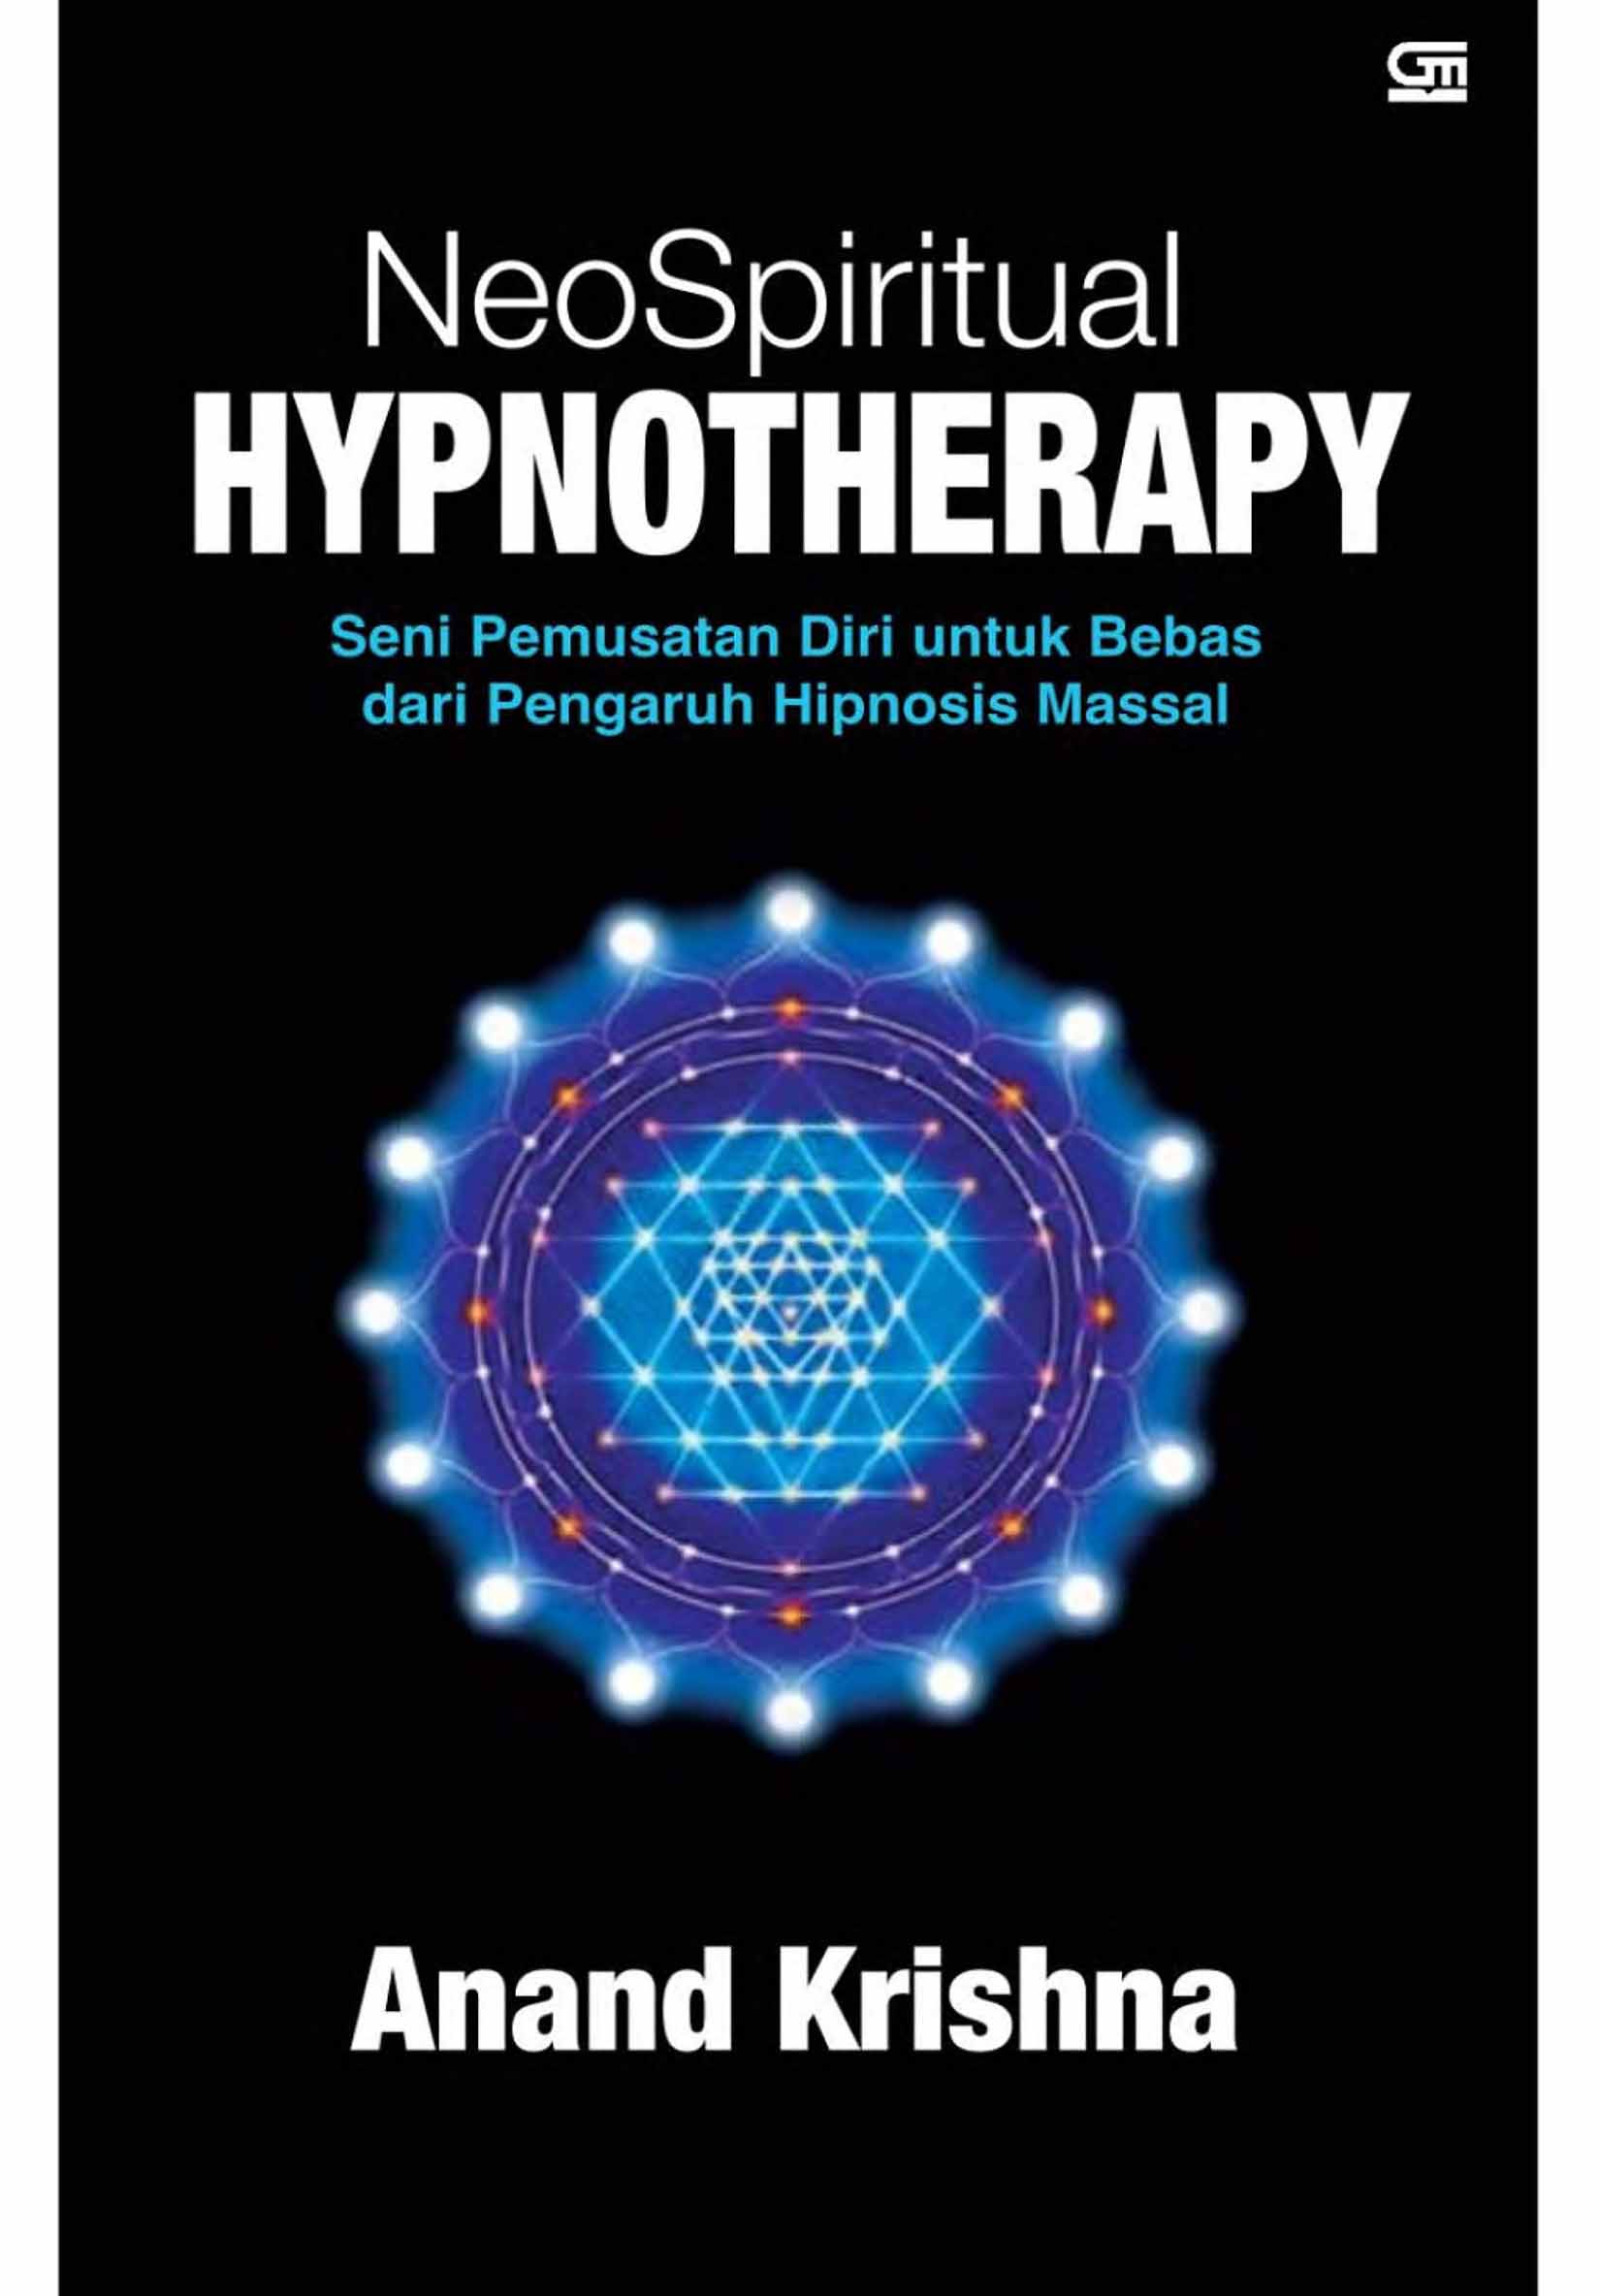 GM
NeoSpiritual
HYPNOTHERAPY
Seni Pemusatan Diri untuk Bebas
dari Pengaruh Hipnosis Massal
Anand Krishna